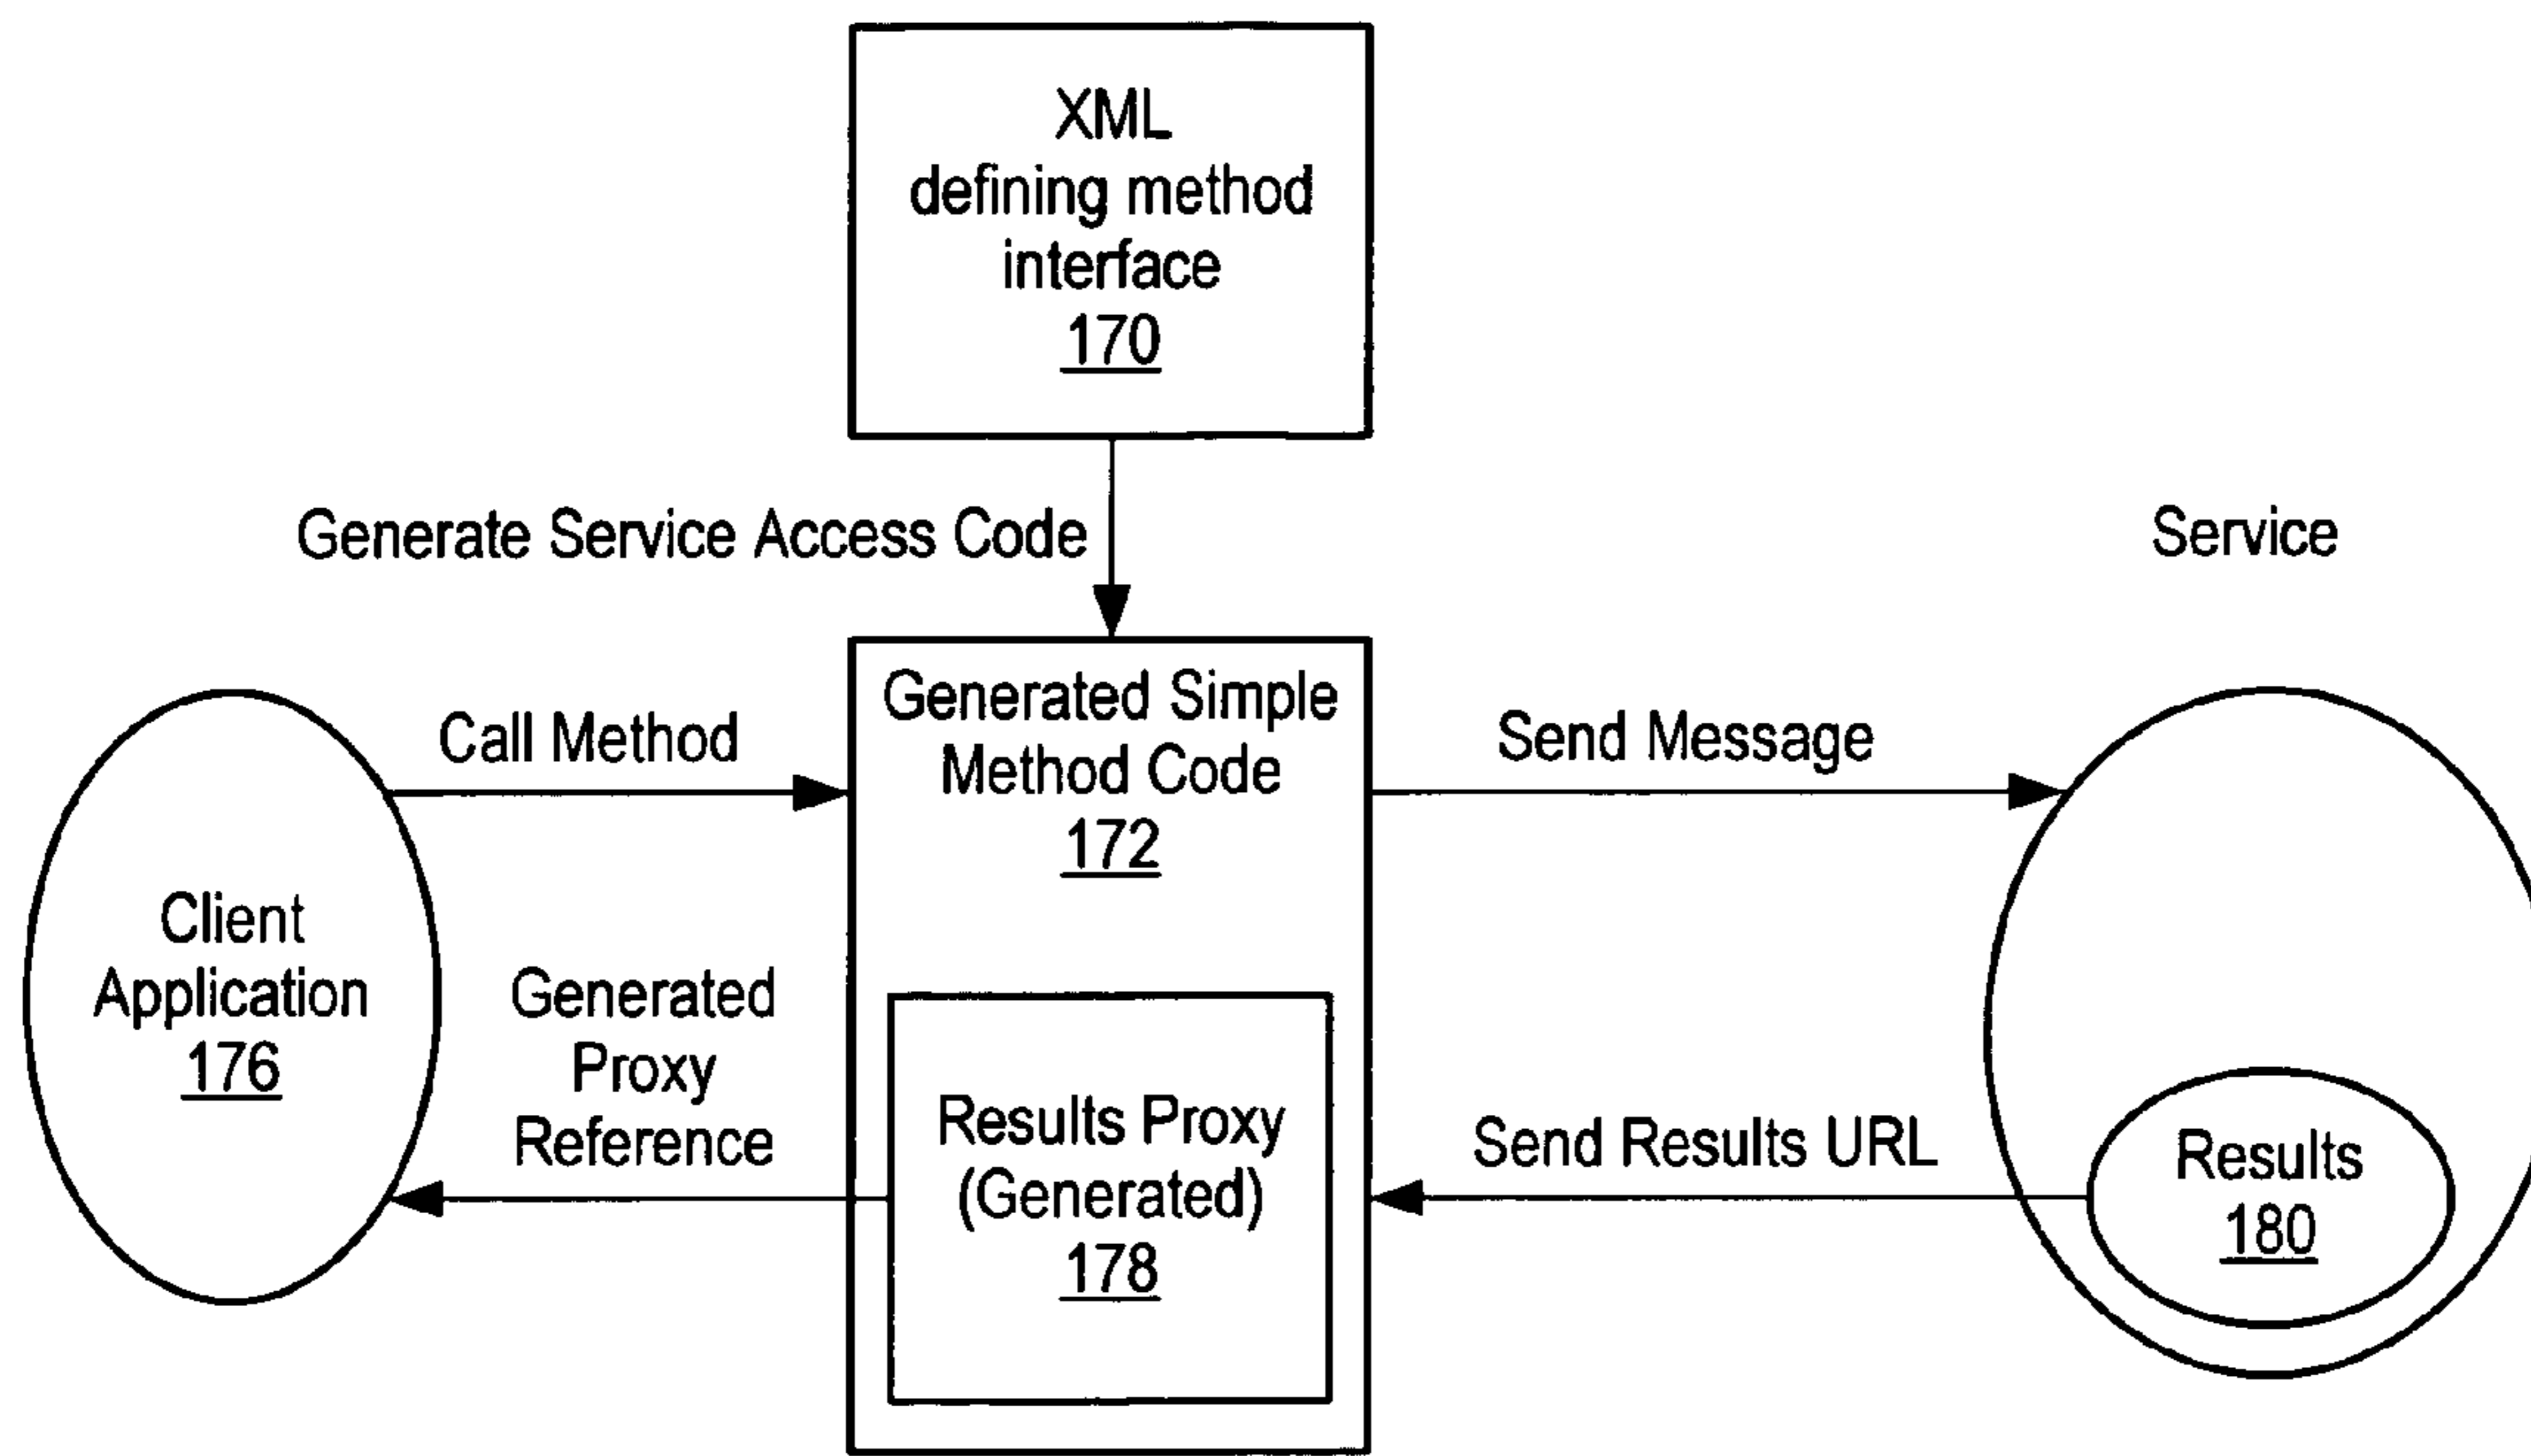 XML
defining method
interface
170
Generate Service Access Code
Service
Generated Simple
Method Code
172
Call Method
Send Message
Client
Application
176
Generated
Proxy
Reference
Results Proxy
(Generated)
178
Send Results URL
Results
180